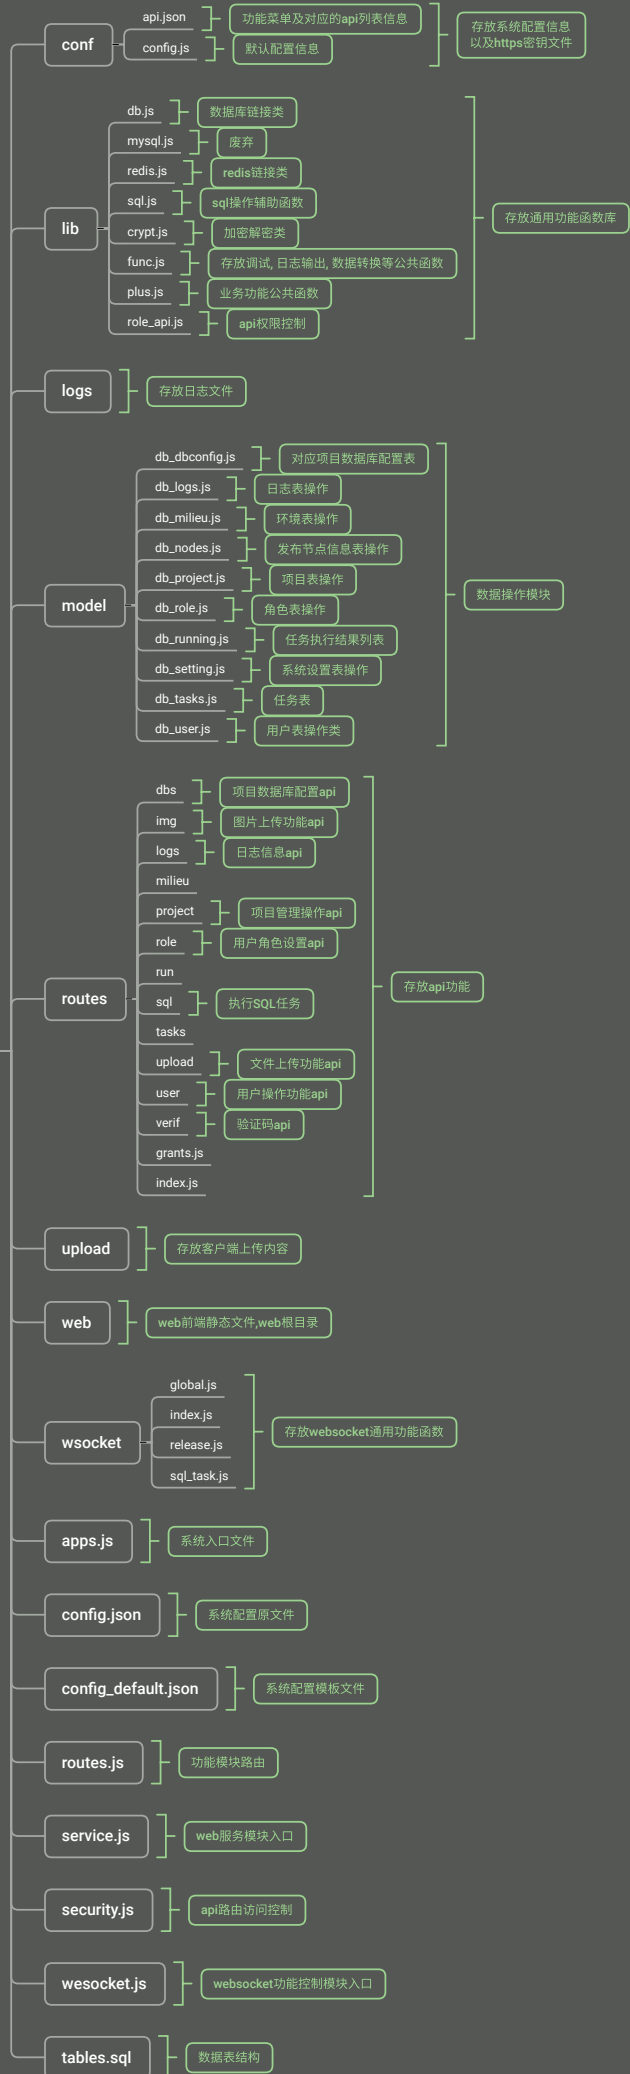 conf
api.json
功能菜单及对应的api列表信息
config.js
默认配置信息
存放系统配置信息
以及https密钥文件
lib
db.js
数据库链接类
mysql.js
废弃
redis.js
redis链接类
sql.js
sql操作辅助函数
crypt.js
加密解密类
func.js
存放调试, 日志输出, 数据转换等公共函数
plus.js
业务功能公共函数
role_api.js
api权限控制
存放通用功能函数库
logs
存放日志文件
model
db_dbconfig.js
对应项目数据库配置表
db_logs.js
日志表操作
db_milieu.js
环境表操作
db_nodes.js
发布节点信息表操作
db_project.js
项目表操作
db_role.js
角色表操作
db_running.js
任务执行结果列表
db_setting.js
系统设置表操作
db_tasks.js
任务表
db_user.js
用户表操作类
数据操作模块
routes
dbs
项目数据库配置api
img
图片上传功能api
logs
日志信息api
milieu
project
项目管理操作api
role
用户角色设置api
run
sql
执行SQL任务
tasks
upload
文件上传功能api
user
用户操作功能api
verif
验证码api
grants.js
index.js
存放api功能
upload
存放客户端上传内容
web
web前端静态文件,web根目录
wsocket
global.js
index.js
release.js
sql_task.js
存放websocket通用功能函数
apps.js
系统入口文件
config.json
系统配置原文件
config_default.json
系统配置模板文件
routes.js
功能模块路由
service.js
web服务模块入口
security.js
api路由访问控制
wesocket.js
websocket功能控制模块入口
tables.sql
数据表结构